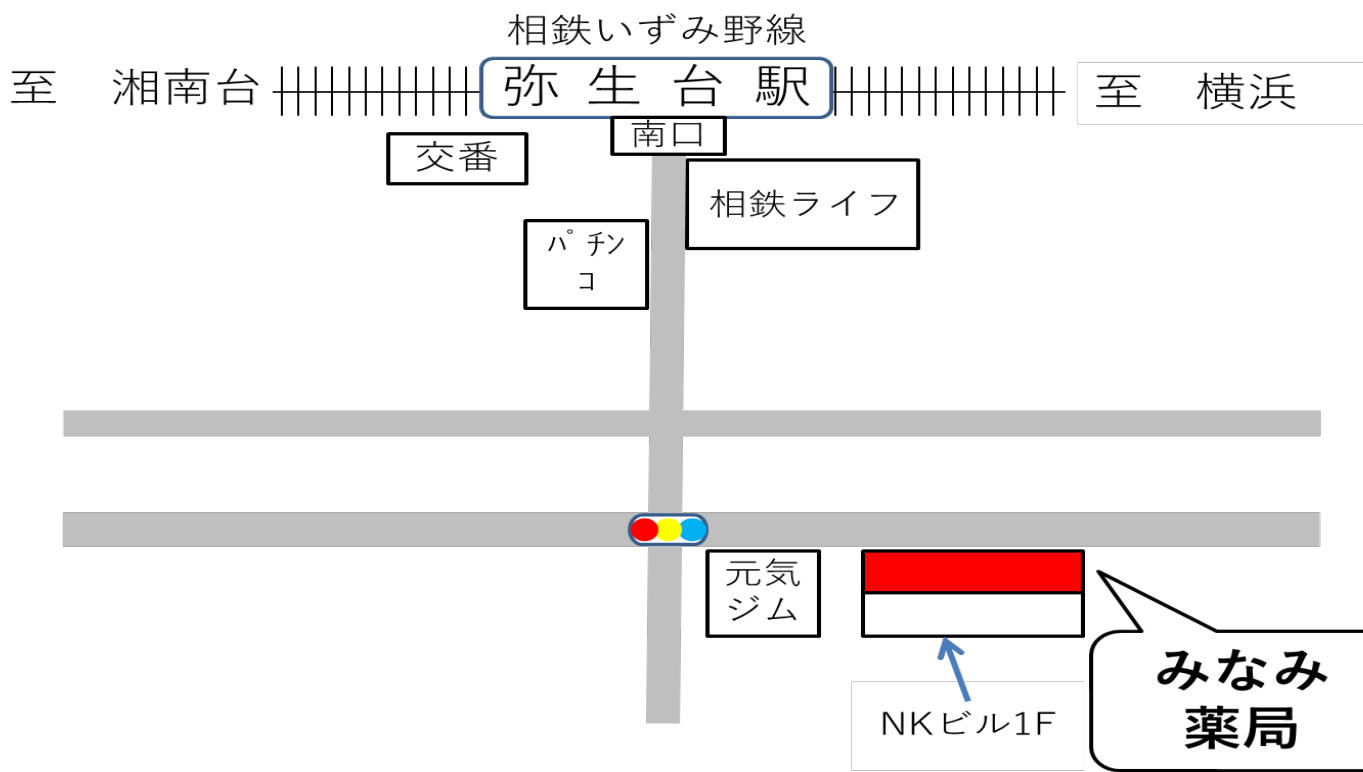 相鉄いずみ野線
至　湘南台
弥生台駅
至　横浜
南口
交番
相鉄ライフ
ﾊﾟﾁﾝ
ｺ
元気
ジム
みなみ
薬局
NKビル1F